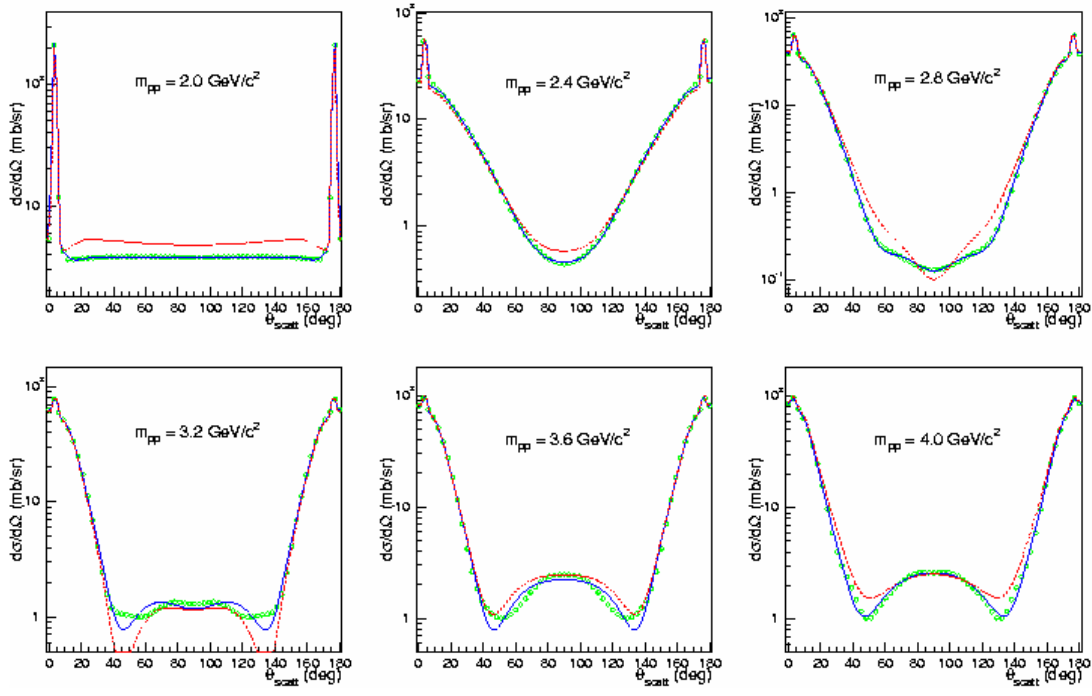 10²
10
dσ/dΩ (mb/sr)
m_pp = 2.0 GeV/c²
0 20 40 60 80 100 120 140 160 180
θ_scatt (deg)
10²
10
1
dσ/dΩ (mb/sr)
m_pp = 2.4 GeV/c²
0 20 40 60 80 100 120 140 160 180
θ_scatt (deg)
10²
10
1
10⁻¹
dσ/dΩ (mb/sr)
m_pp = 2.8 GeV/c²
0 20 40 60 80 100 120 140 160 180
θ_scatt (deg)
10²
10
1
dσ/dΩ (mb/sr)
m_pp = 3.2 GeV/c²
0 20 40 60 80 100 120 140 160 180
θ_scatt (deg)
10²
10
1
dσ/dΩ (mb/sr)
m_pp = 3.6 GeV/c²
0 20 40 60 80 100 120 140 160 180
θ_scatt (deg)
10²
10
1
dσ/dΩ (mb/sr)
m_pp = 4.0 GeV/c²
0 20 40 60 80 100 120 140 160 180
θ_scatt (deg)